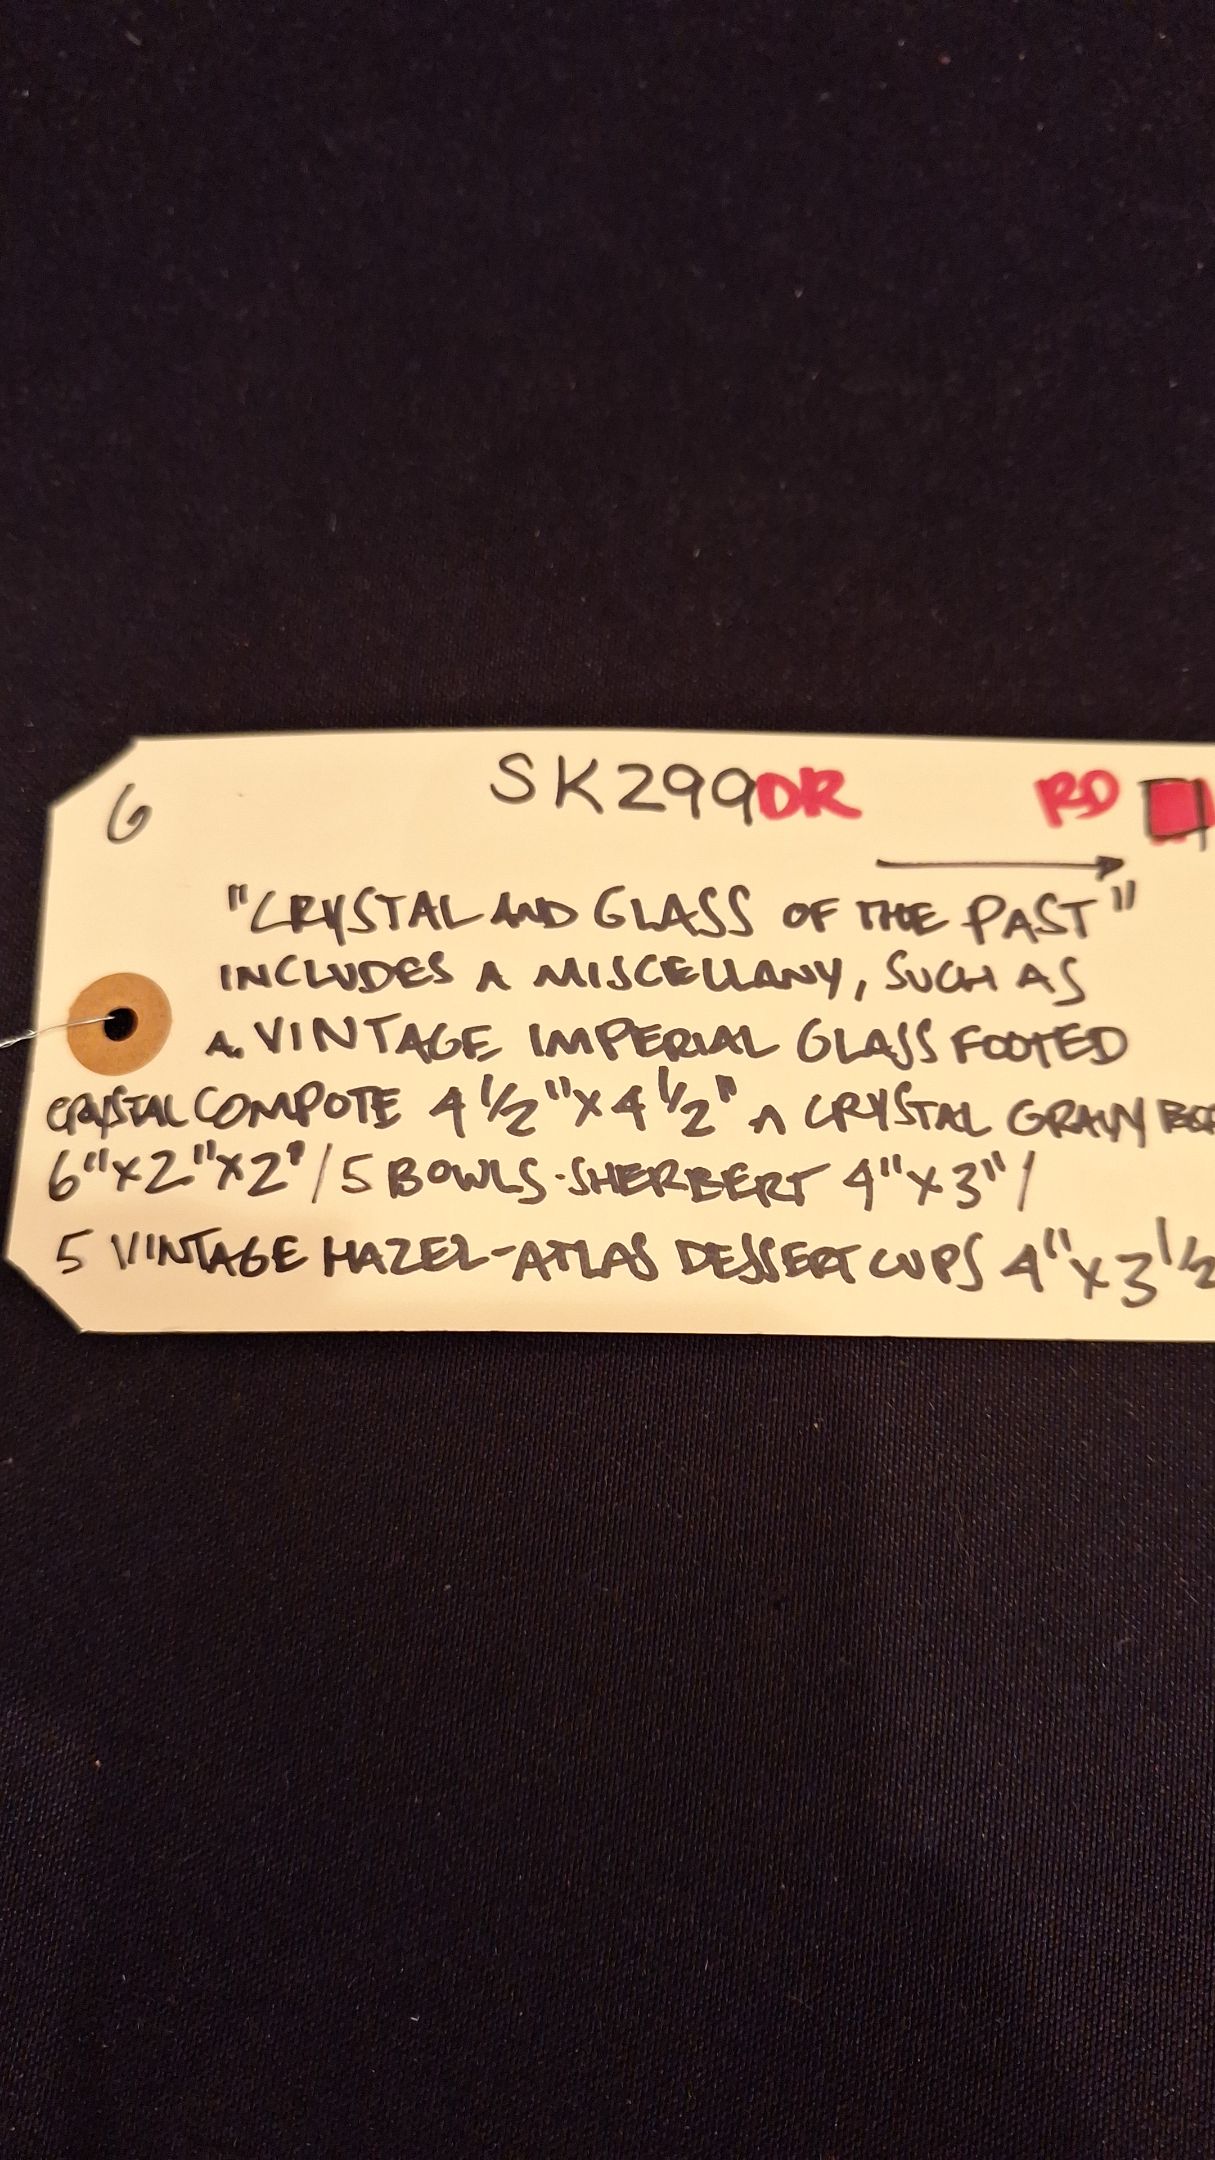 6 SK299DR RD
"CRYSTAL AND GLASS OF THE PAST"
INCLUDES A MISCELLANY, SUCH AS
A VINTAGE IMPERIAL GLASS FOOTED
CRYSTAL COMPOTE 4 1/2"X4 1/2" A CRYSTAL GRAVY
6"X2"X2"/5 BOWLS-SHERBERT 4"X3"/
5 VINTAGE HAZEL-ATLAS DESSERT CUPS 4"X3 1/2